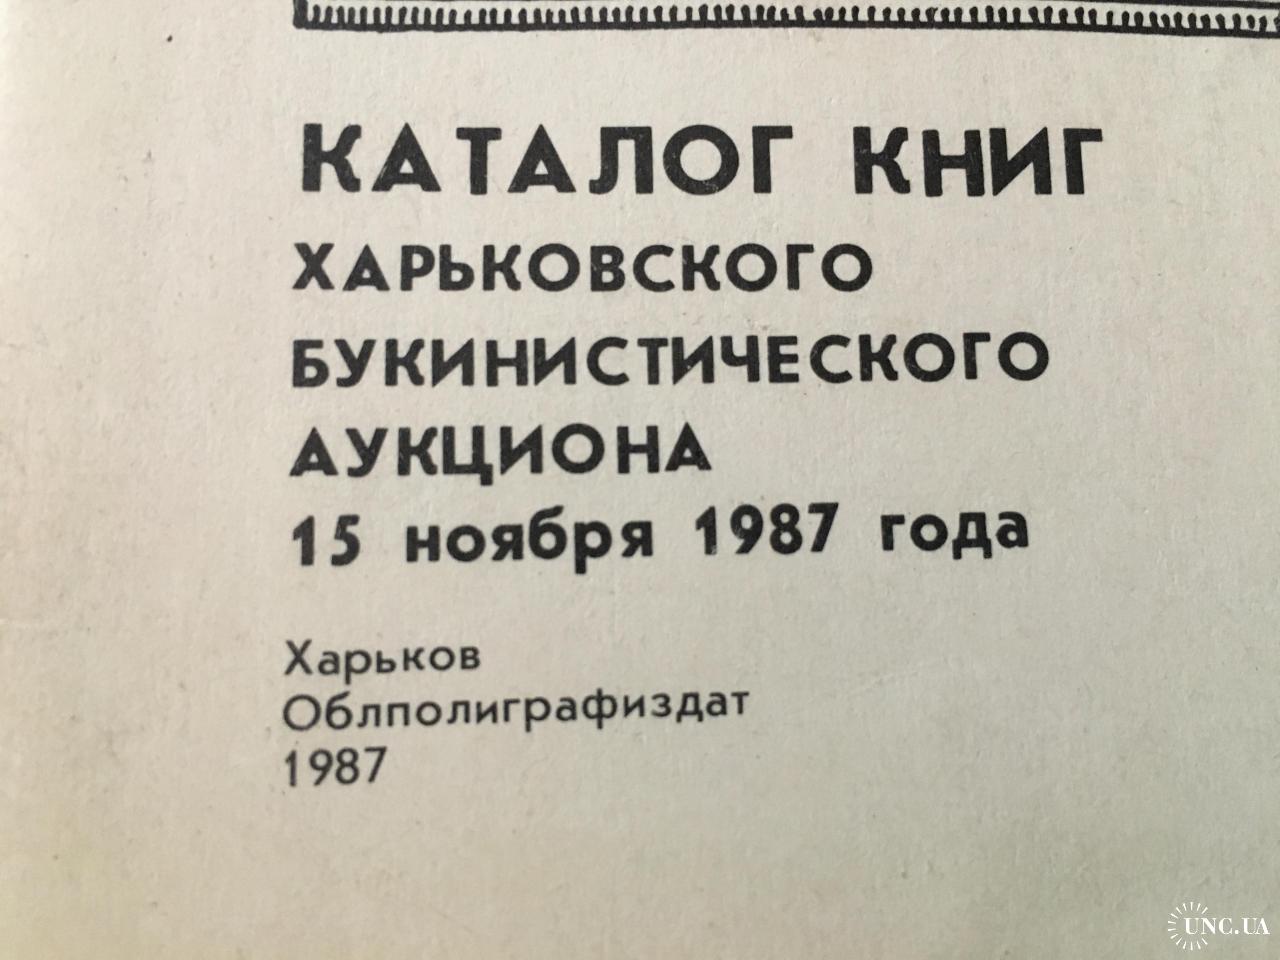 КАТАЛОГ КНИГ
ХАРЬКОВСКОГО
БУКИНИСТИЧЕСКОГО
АУКЦИОНА
15 ноября 1987 года
Харьков
Облполиграфиздат
1987
UNC.UA